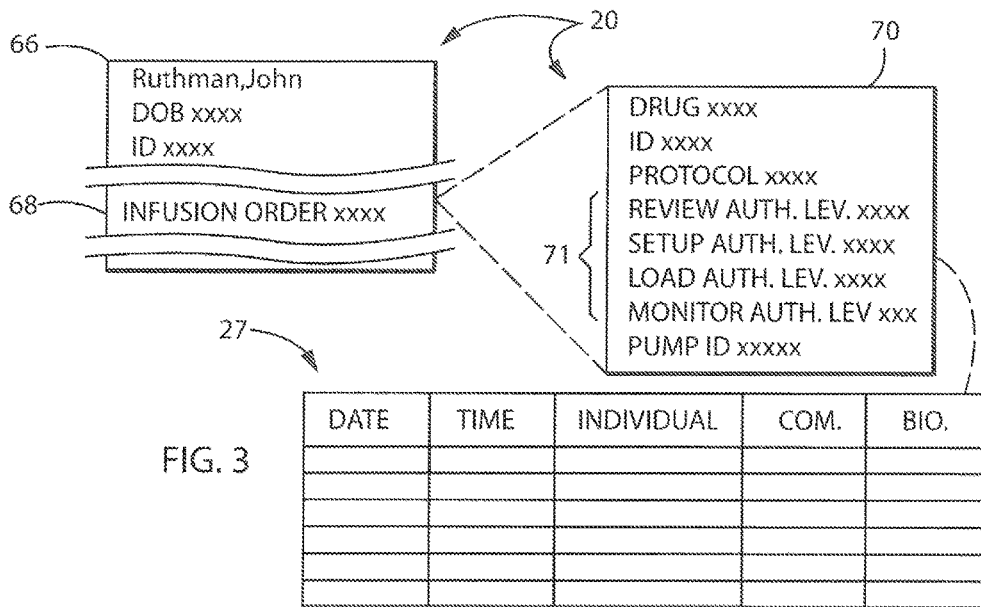 20
66
70
Ruthman,John
DOB xxxx
ID xxxx
68
INFUSION ORDER xxxx
DRUG xxxx
ID xxxx
PROTOCOL xxxx
REVIEW AUTH. LEV. xxxx
SETUP AUTH. LEV. xxxx
71
LOAD AUTH. LEV. xxxx
MONITOR AUTH. LEV xxx
PUMP ID xxxxx
27
DATE TIME INDIVIDUAL COM. BIO.
FIG. 3